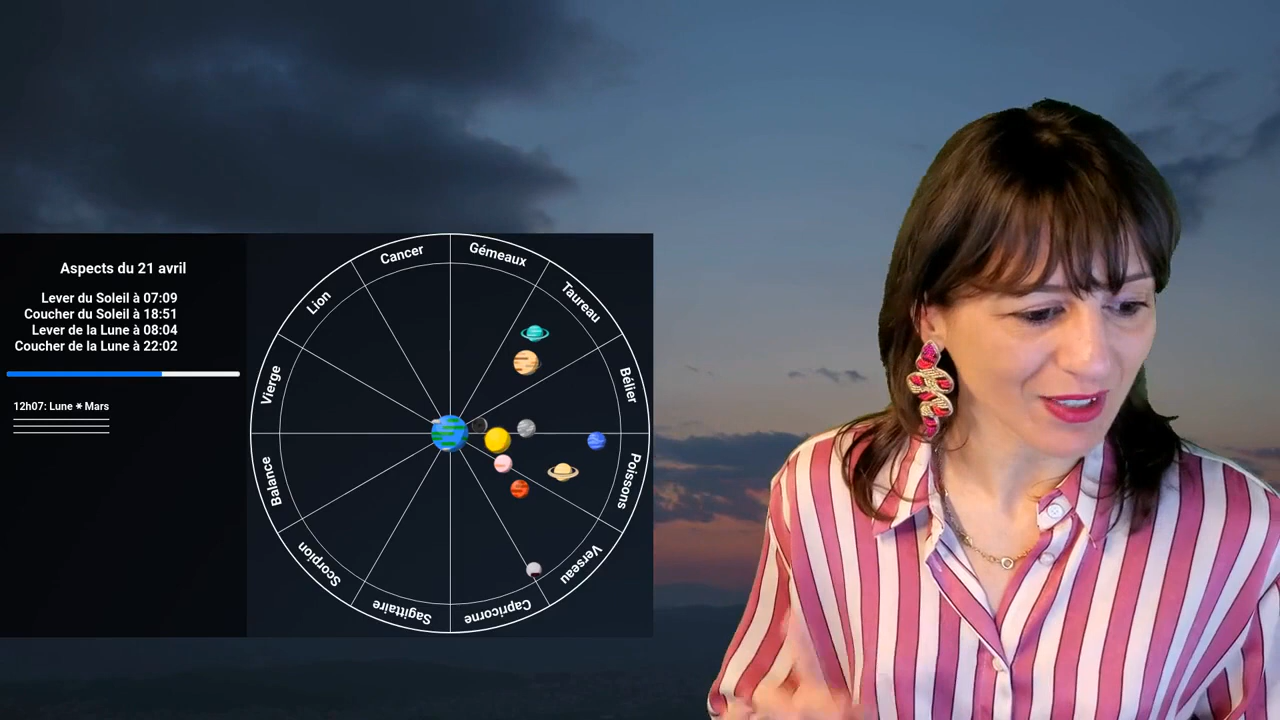 Aspects du 21 avril
Lever du Soleil à 07:09
Coucher du Soleil à 18:51
Lever de la Lune à 08:04
Coucher de la Lune à 22:02
12h07: Lune ✶ Mars
Cancer
Gémeaux
Lion
Taureau
Vierge
Bélier
Balance
Poissons
Scorpion
Verseau
Sagittaire
Capricorne